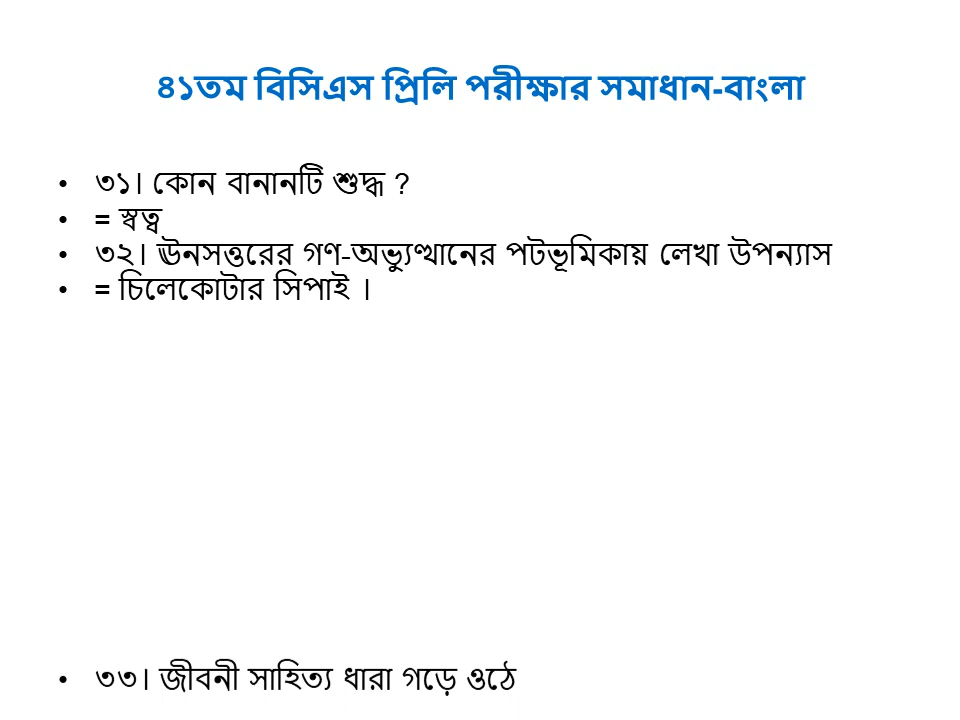 ৪১তম বিসিএস প্রিলি পরীক্ষার সমাধান-বাংলা
• ৩১। কোন বানানটি শুদ্ধ ?
• = স্বত্ব
• ৩২। ঊনসত্তরের গণ-অভ্যুত্থানের পটভূমিকায় লেখা উপন্যাস
• = চিলেকোটার সিপাই ।
• ৩৩। জীবনী সাহিত্য ধারা গড়ে ওঠে